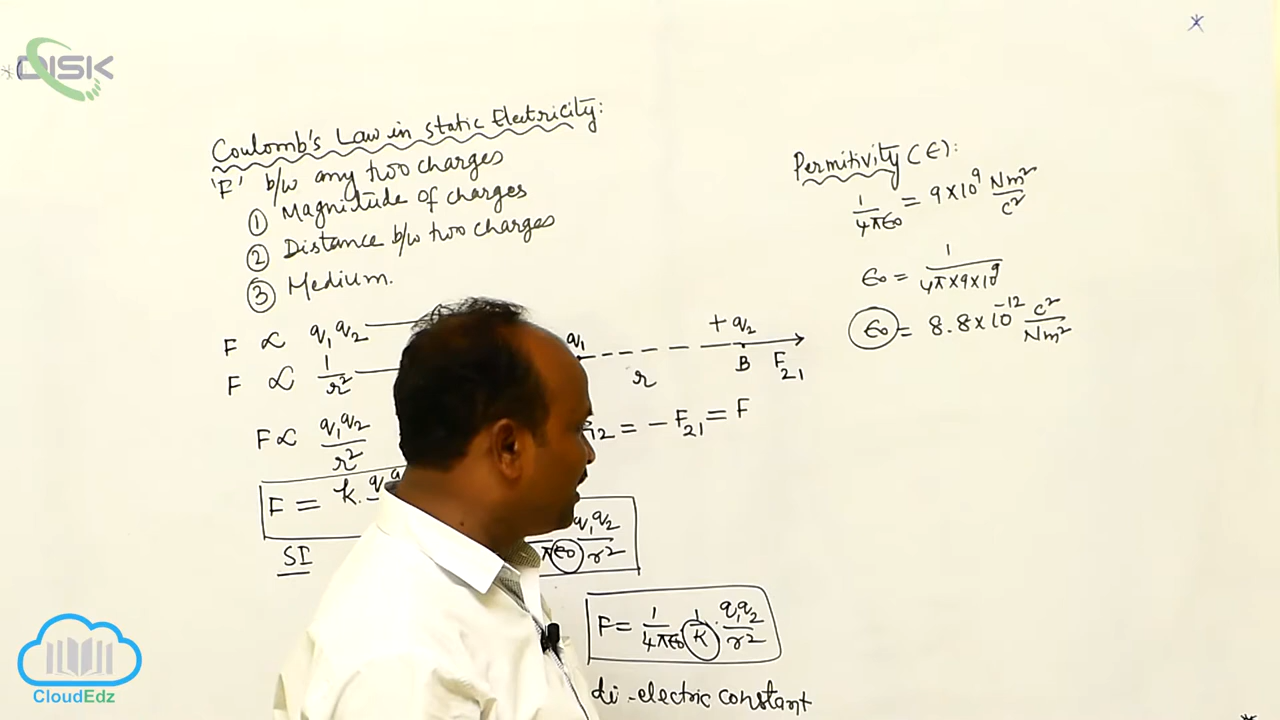 DISK
Coulomb's Law in static Electricity:
'F' b/w any two charges
① Magnitude of charges
② Distance b/w two charges
③ Medium.
F ∝ q₁q₂
F ∝ 1/r²
F ∝ q₁q₂/r²
F = k.
SI
q₁ r +q₂
B F₂₁
= -F₂₁ = F
πε₀ q₁q₂/r²
F = 1/4πε₀ 1/K . q₁q₂/r²
di-electric constant
Permitivity (ε):
1/4πε₀ = 9×10⁹ Nm²/c²
ε₀ = 1/4π×9×10⁹
ε₀ = 8.8×10⁻¹² c²/Nm²
CloudEdz